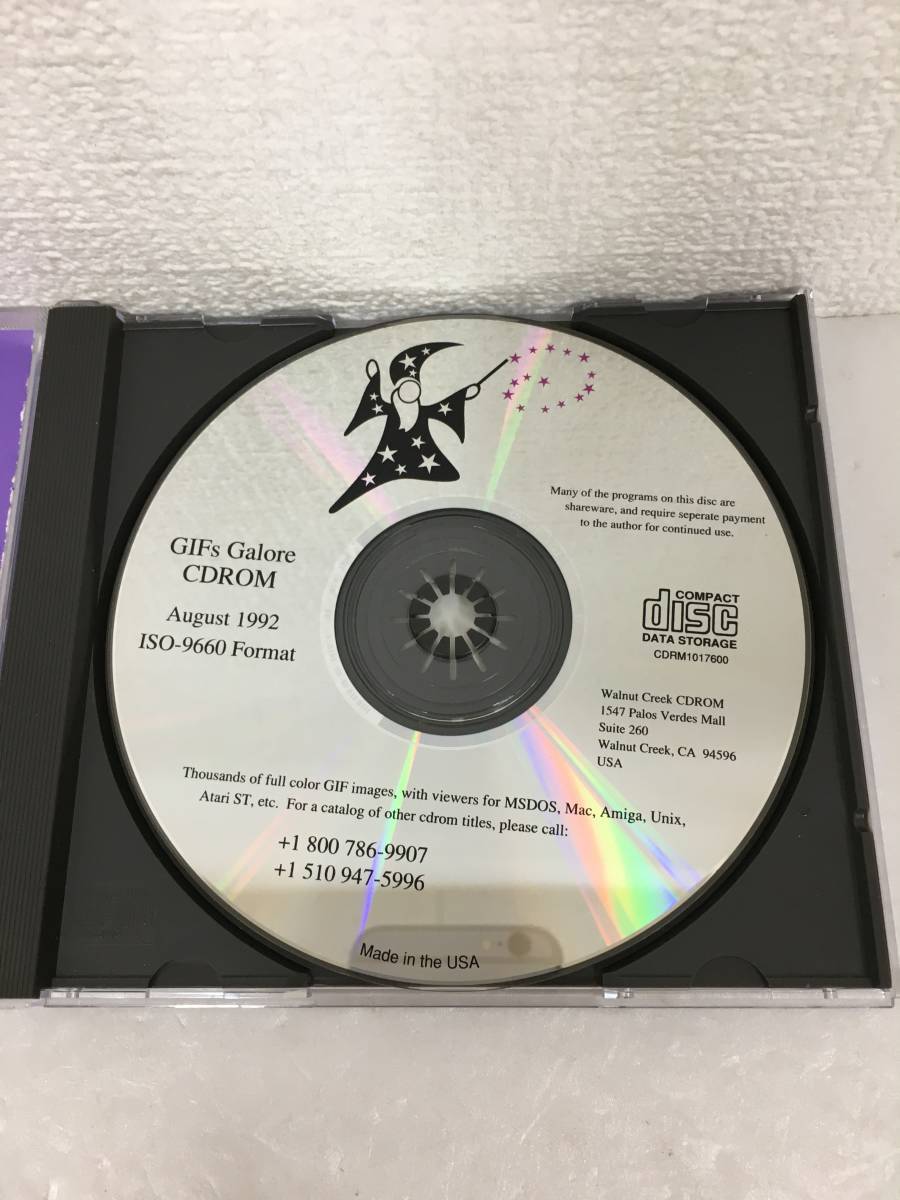 Many of the programs on this disc are
shareware, and require seperate payment
to the author for continued use.
GIFs Galore
CDROM
August 1992
ISO-9660 Format
COMPACT
disc
DATA STORAGE
CDRM1017600
Walnut Creek CDROM
1547 Palos Verdes Mall
Suite 260
Walnut Creek, CA 94596
USA
Thousands of full color GIF images, with viewers for MSDOS, Mac, Amiga, Unix,
Atari ST, etc. For a catalog of other cdrom titles, please call:
+1 800 786-9907
+1 510 947-5996
Made in the USA